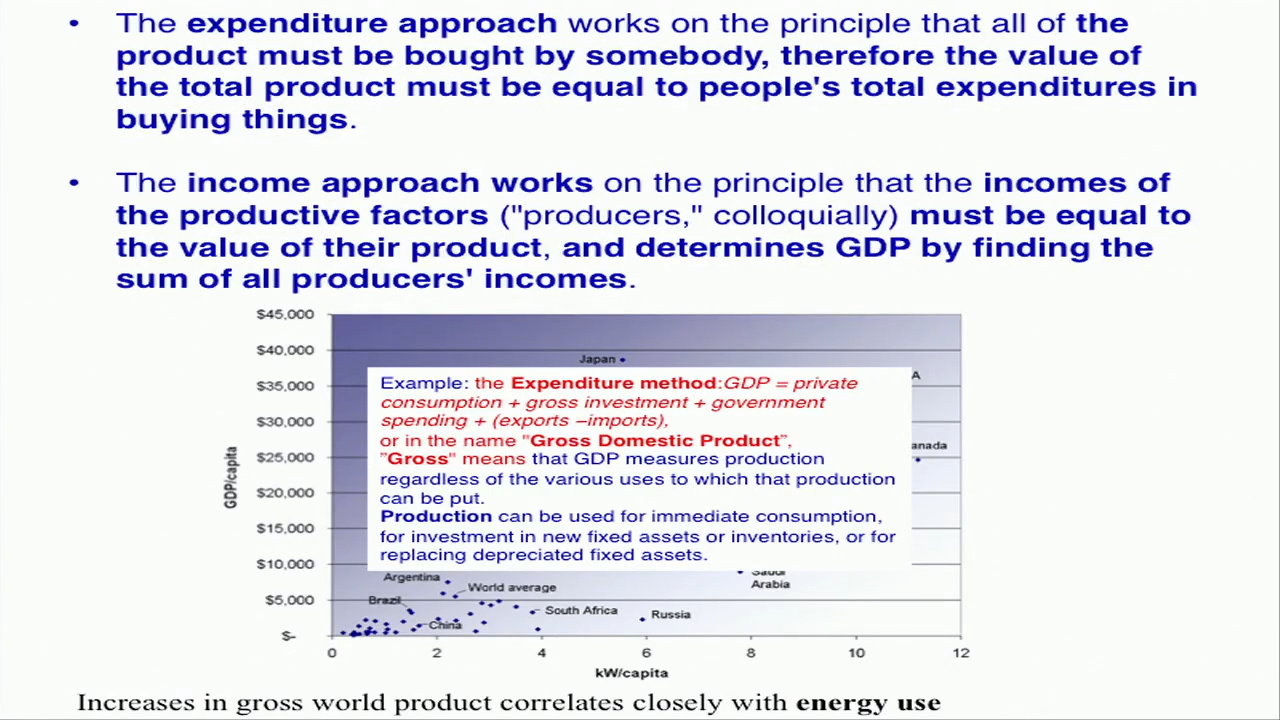 • The expenditure approach works on the principle that all of the
product must be bought by somebody, therefore the value of
the total product must be equal to people's total expenditures in
buying things.
• The income approach works on the principle that the incomes of
the productive factors ("producers," colloquially) must be equal to
the value of their product, and determines GDP by finding the
sum of all producers' incomes.
$45,000
$40,000
Japan
Example: the Expenditure method:GDP = private
A
$35,000
consumption + gross investment + government
$30,000
spending + (exports –imports),
or in the name "Gross Domestic Product”,
anada
$25,000
”Gross" means that GDP measures production
regardless of the various uses to which that production
$20,000
can be put.
Production can be used for immediate consumption,
$15,000
for investment in new fixed assets or inventories, or for
replacing depreciated fixed assets.
GDP/capita
$10,000
Saudi
Arabia
Argentina
World average
$5,000
Brazil
South Africa
Russia
China
$-
0 2 4 6 8 10 12
kW/capita
Increases in gross world product correlates closely with energy use